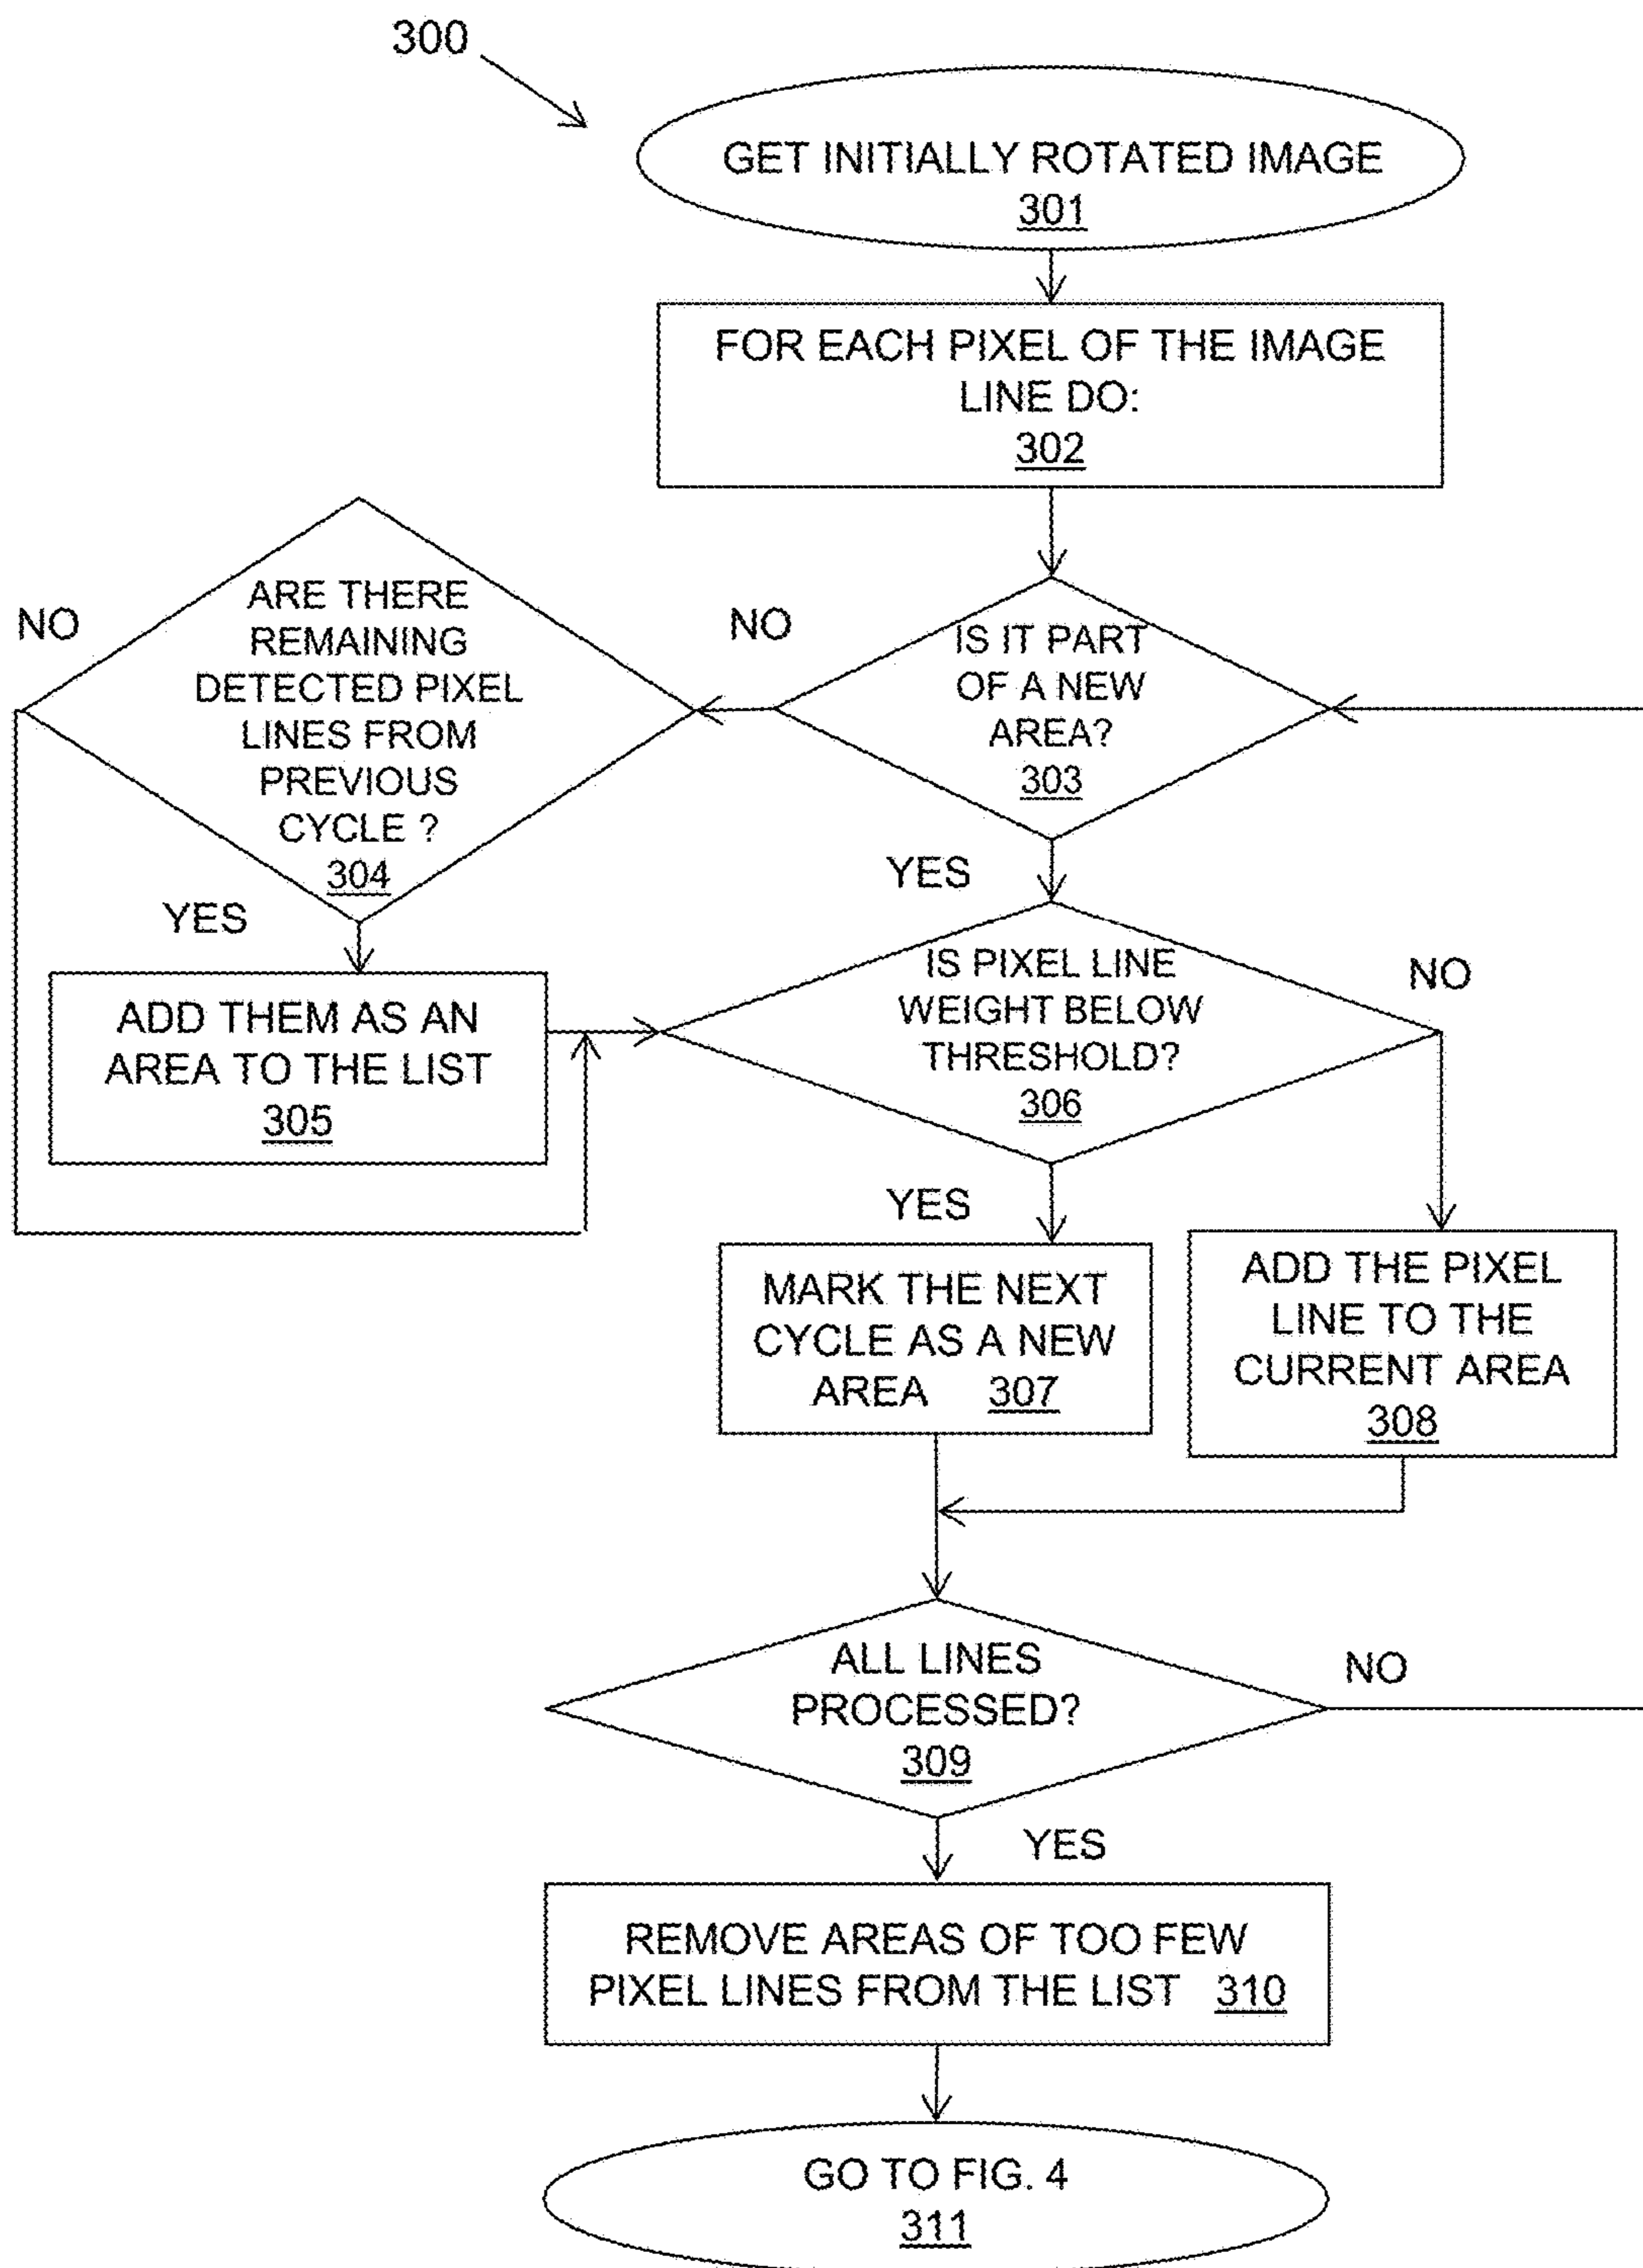 300
GET INITIALLY ROTATED IMAGE
301
FOR EACH PIXEL OF THE IMAGE
LINE DO:
302
IS IT PART
OF A NEW
AREA?
303
NO
YES
ARE THERE
REMAINING
DETECTED PIXEL
LINES FROM
PREVIOUS
CYCLE ?
304
NO
YES
ADD THEM AS AN
AREA TO THE LIST
305
IS PIXEL LINE
WEIGHT BELOW
THRESHOLD?
306
NO
YES
MARK THE NEXT
CYCLE AS A NEW
AREA 307
ADD THE PIXEL
LINE TO THE
CURRENT AREA
308
ALL LINES
PROCESSED?
309
NO
YES
REMOVE AREAS OF TOO FEW
PIXEL LINES FROM THE LIST 310
GO TO FIG. 4
311